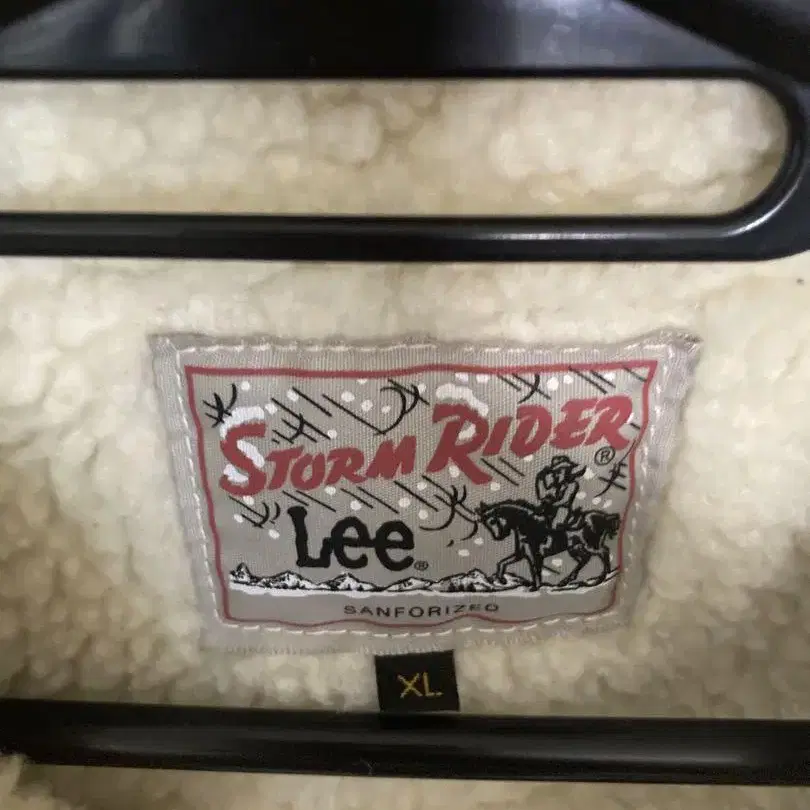 STORM RIDER ®
Lee ®
SANFORIZED
XL